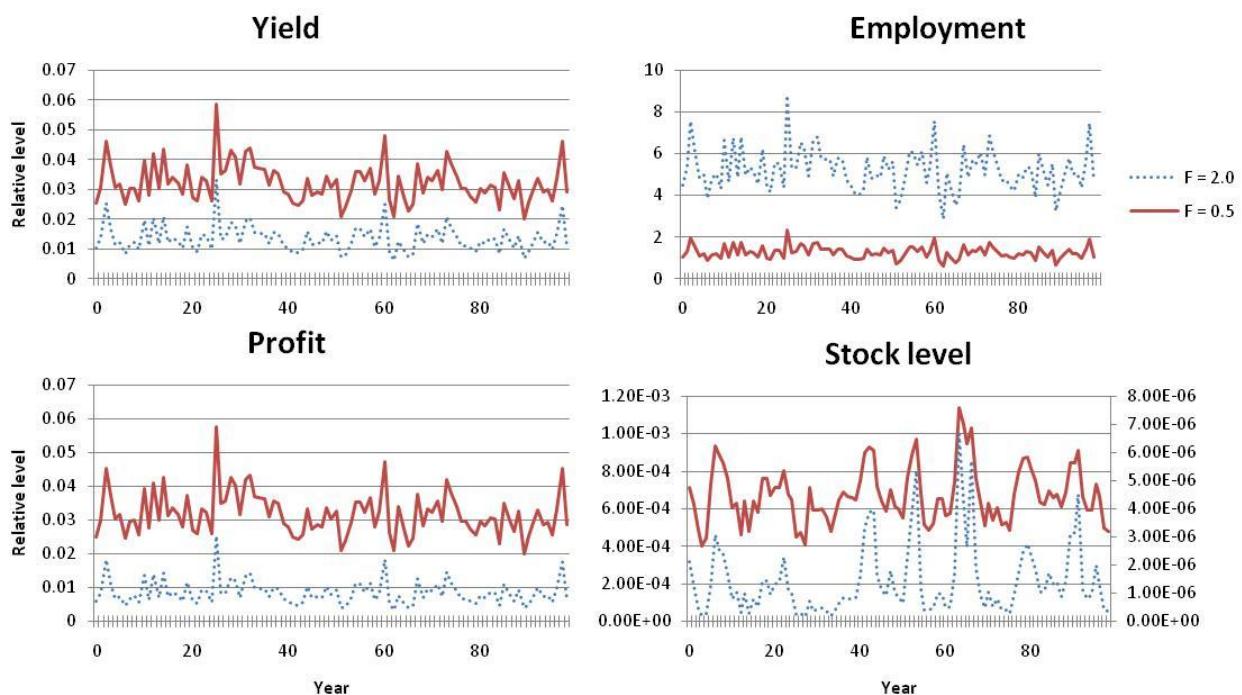 Yield
0.07
0.06
0.05
0.04
0.03
0.02
0.01
0
Relative level
0 20 40 60 80
Employment
10
8
6
4
2
0
0 20 40 60 80
F = 2.0
F = 0.5
Profit
0.07
0.06
0.05
0.04
0.03
0.02
0.01
0
Relative level
0 20 40 60 80
Year
Stock level
1.20E-03 8.00E-06
1.00E-03 7.00E-06
8.00E-04 6.00E-06
6.00E-04 5.00E-06
4.00E-04 4.00E-06
2.00E-04 3.00E-06
0.00E+00 2.00E-06
1.00E-06
0.00E+00
0 20 40 60 80
Year